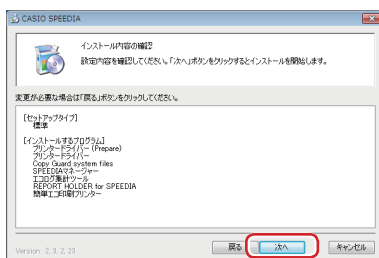 CASIO SPEEDIA
インストール内容の確認
設定内容を確認してください。「次へ」ボタンをクリックするとインストールを開始します。
変更が必要な場合は「戻る」ボタンをクリックしてください。
[セットアップタイプ]
標準
[インストールするプログラム]
プリンタードライバー (Prepare)
プリンタードライバー
Copy Guard system files
SPEEDIAマネージャー
エコログ集計ツール
REPORT HOLDER for SPEEDIA
簡単エコ印刷プリンター
Version 2.3.2.23
戻る
次へ
キャンセル